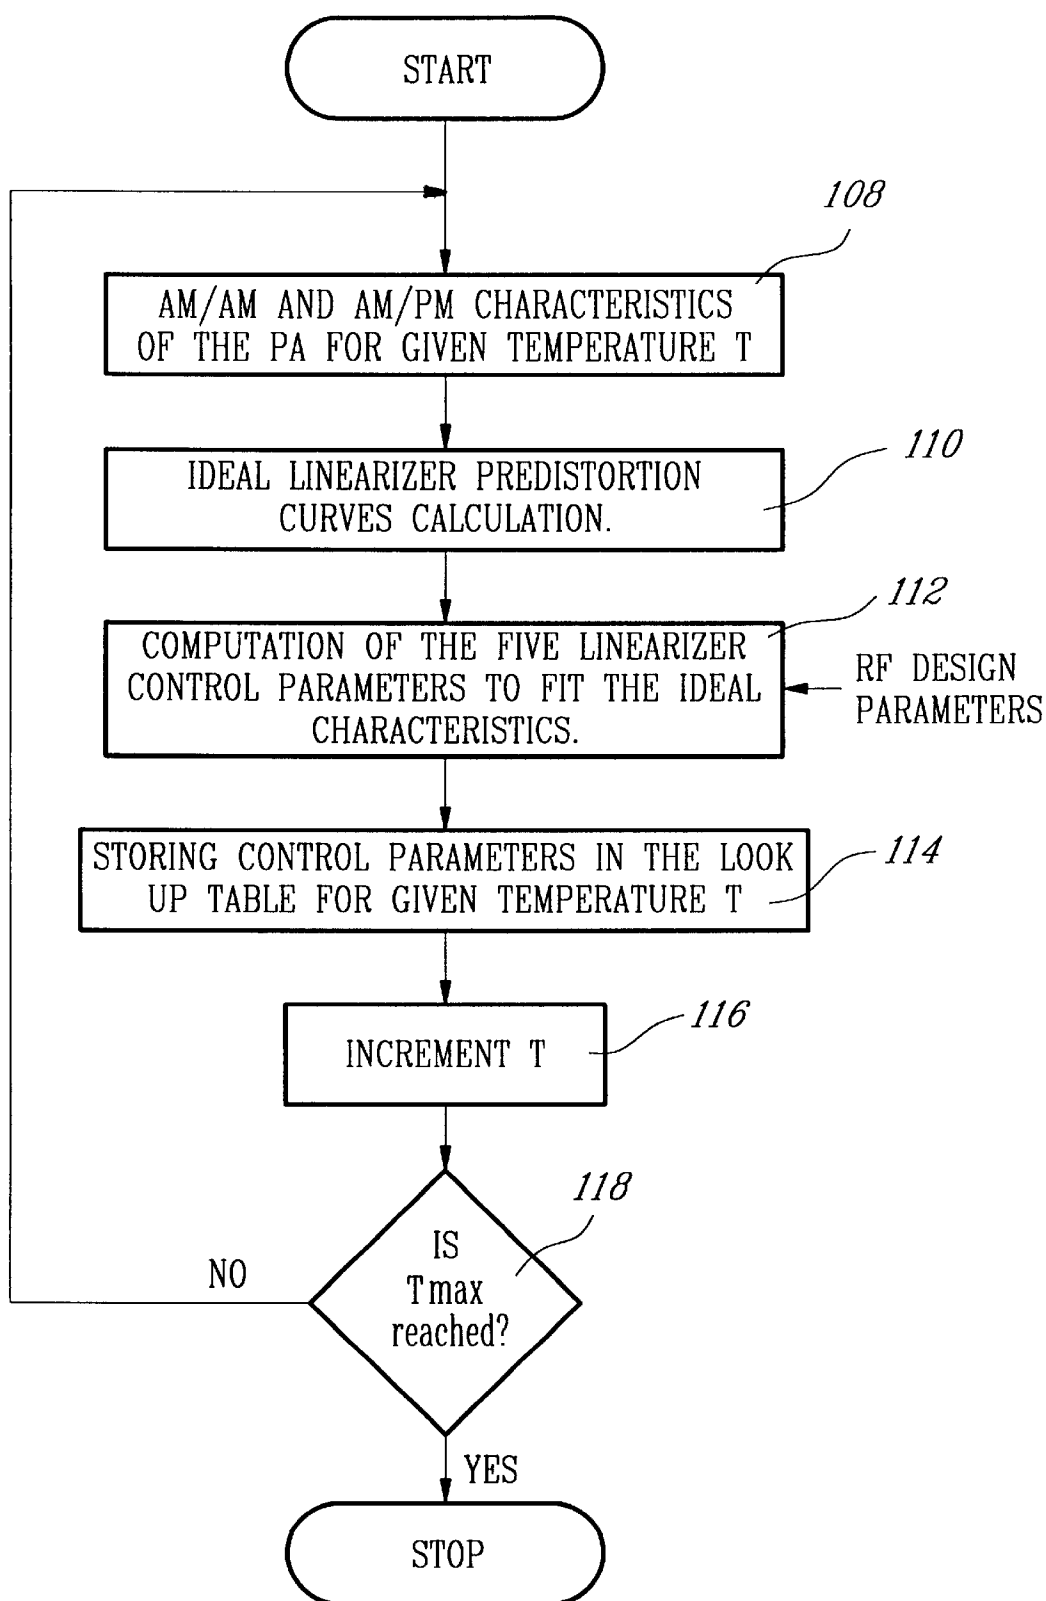 START
108
AM/AM AND AM/PM CHARACTERISTICS
OF THE PA FOR GIVEN TEMPERATURE T
110
IDEAL LINEARIZER PREDISTORTION
CURVES CALCULATION.
112
COMPUTATION OF THE FIVE LINEARIZER
CONTROL PARAMETERS TO FIT THE IDEAL
CHARACTERISTICS.
RF DESIGN
PARAMETERS
114
STORING CONTROL PARAMETERS IN THE LOOK
UP TABLE FOR GIVEN TEMPERATURE T
116
INCREMENT T
118
IS
Tmax
reached?
NO
YES
STOP